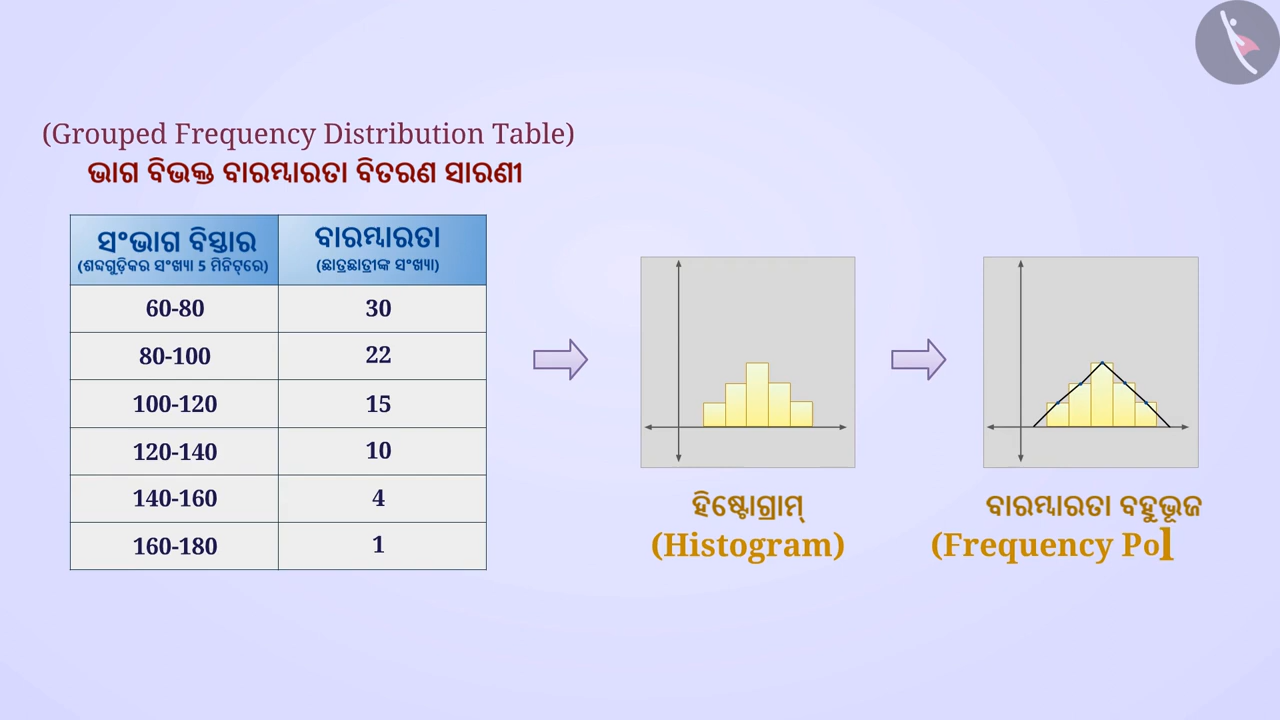 (Grouped Frequency Distribution Table)
ଭାଗ ବିଭକ୍ତ ବାରମ୍ବାରତା ବିତରଣ ସାରଣୀ
ସଂଭାଗ ବିସ୍ତାର ବାରମ୍ବାରତା
(ଶବ୍ଦଗୁଡ଼ିକର ସଂଖ୍ୟା 5 ମିନିଟ୍‌ରେ) (ଛାତ୍ରଛାତ୍ରୀଙ୍କ ସଂଖ୍ୟା)
60-80 30
80-100 22
100-120 15
120-140 10
140-160 4
160-180 1
ହିଷ୍ଟୋଗ୍ରାମ୍
(Histogram)
ବାରମ୍ବାରତା ବହୁଭୂଜ
(Frequency Pol